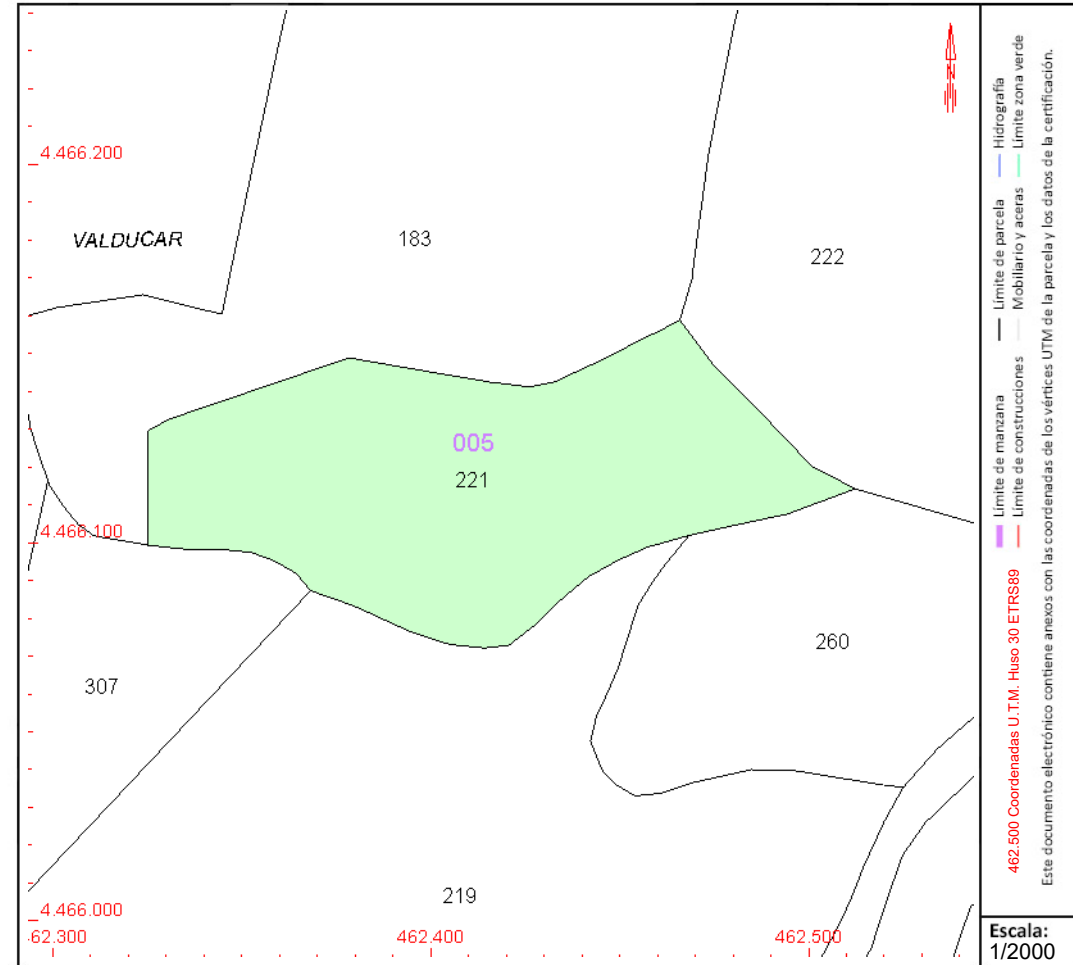 4.466.200
VALDUCAR
183
222
005
221
4.466.100
260
307
219
4.466.000
62.300
462.400
462.500
N
Límite de manzana
Límite de parcela
Hidrografía
Límite de construcciones
Mobiliario y aceras
Límite zona verde
462.500 Coordenadas U.T.M. Huso 30 ETRS89
Este documento electrónico contiene anexos con las coordenadas de los vértices UTM de la parcela y los datos de la certificación.
Escala:
1/2000